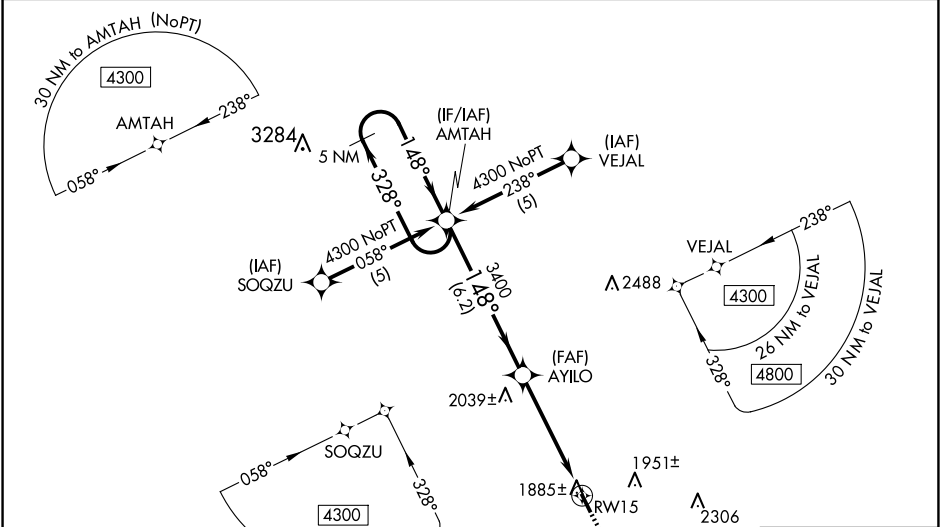 30 NM to AMTAH (NoPT)
4300
AMTAH
238°
058°
3284
5 NM
(IF/IAF)
AMTAH
148°
328°
(IAF)
VEJAL
4300 NoPT
238°
(5)
4300 NoPT
058°
(5)
(IAF)
SOQZU
3400
148°
(6.2)
(FAF)
AYILO
2039±
VEJAL
238°
2488
4300
26 NM to VEJAL
4800
30 NM to VEJAL
328°
SOQZU
058°
328°
4300
1885±
RW15
1951±
2306